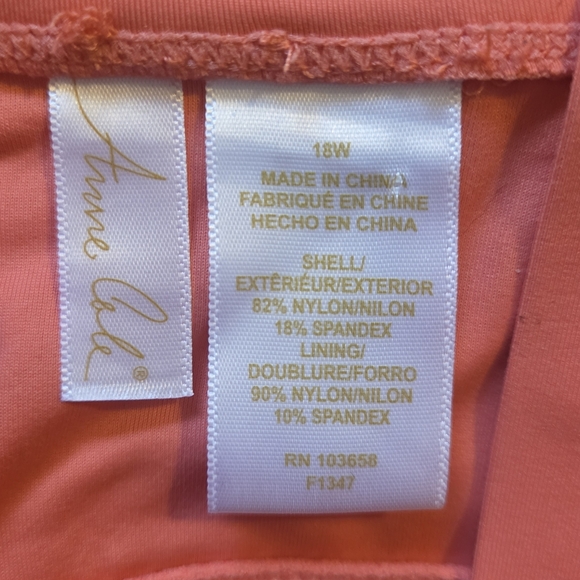 Anne Cole®
18W
MADE IN CHINA
FABRIQUÉ EN CHINE
HECHO EN CHINA
SHELL/
EXTÉRIEUR/EXTERIOR
82% NYLON/NILON
18% SPANDEX
LINING/
DOUBLURE/FORRO
90% NYLON/NILON
10% SPANDEX
RN 103658
F1347